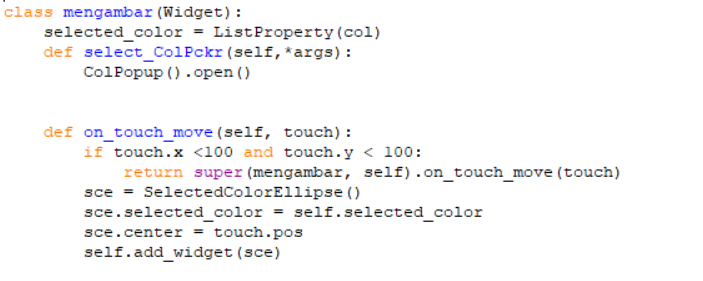 class mengambar(Widget):
    selected_color = ListProperty(col)
    def select_ColPckr(self,*args):
        ColPopup().open()
    def on_touch_move(self, touch):
        if touch.x <100 and touch.y < 100:
            return super(mengambar, self).on_touch_move(touch)
        sce = SelectedColorEllipse()
        sce.selected_color = self.selected_color
        sce.center = touch.pos
        self.add_widget(sce)